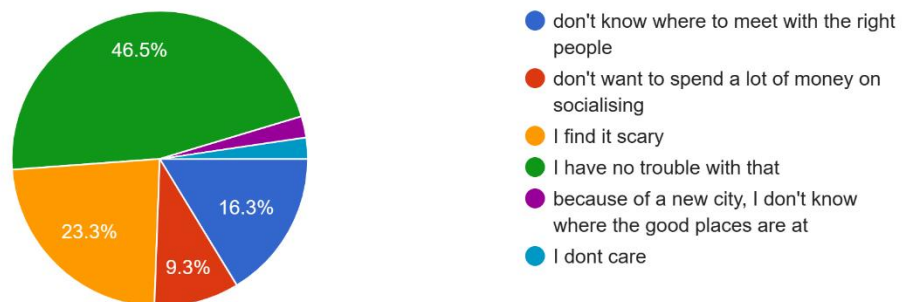 46.5%
23.3%
9.3%
16.3%
don't know where to meet with the right
people
don't want to spend a lot of money on
socialising
I find it scary
I have no trouble with that
because of a new city, I don't know
where the good places are at
I dont care